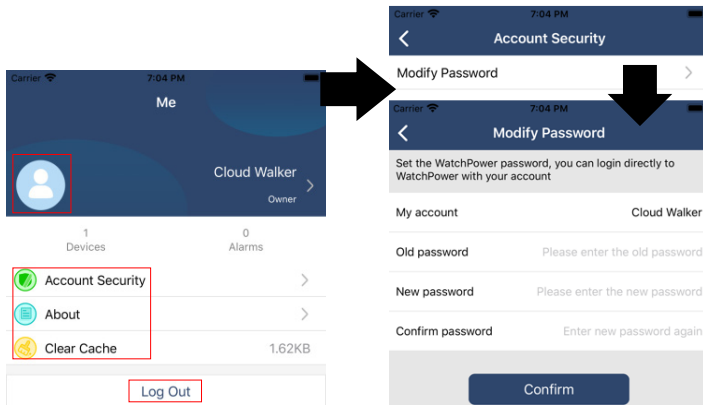 Carrier 7:04 PM
Me
Cloud Walker
Owner
1 0
Devices Alarms
Account Security
About
Clear Cache 1.62KB
Log Out
Carrier 7:04 PM
Account Security
Modify Password
Carrier 7:04 PM
Modify Password
Set the WatchPower password, you can login directly to
WatchPower with your account
My account Cloud Walker
Old password Please enter the old password
New password Please enter the new password
Confirm password Enter new password again
Confirm